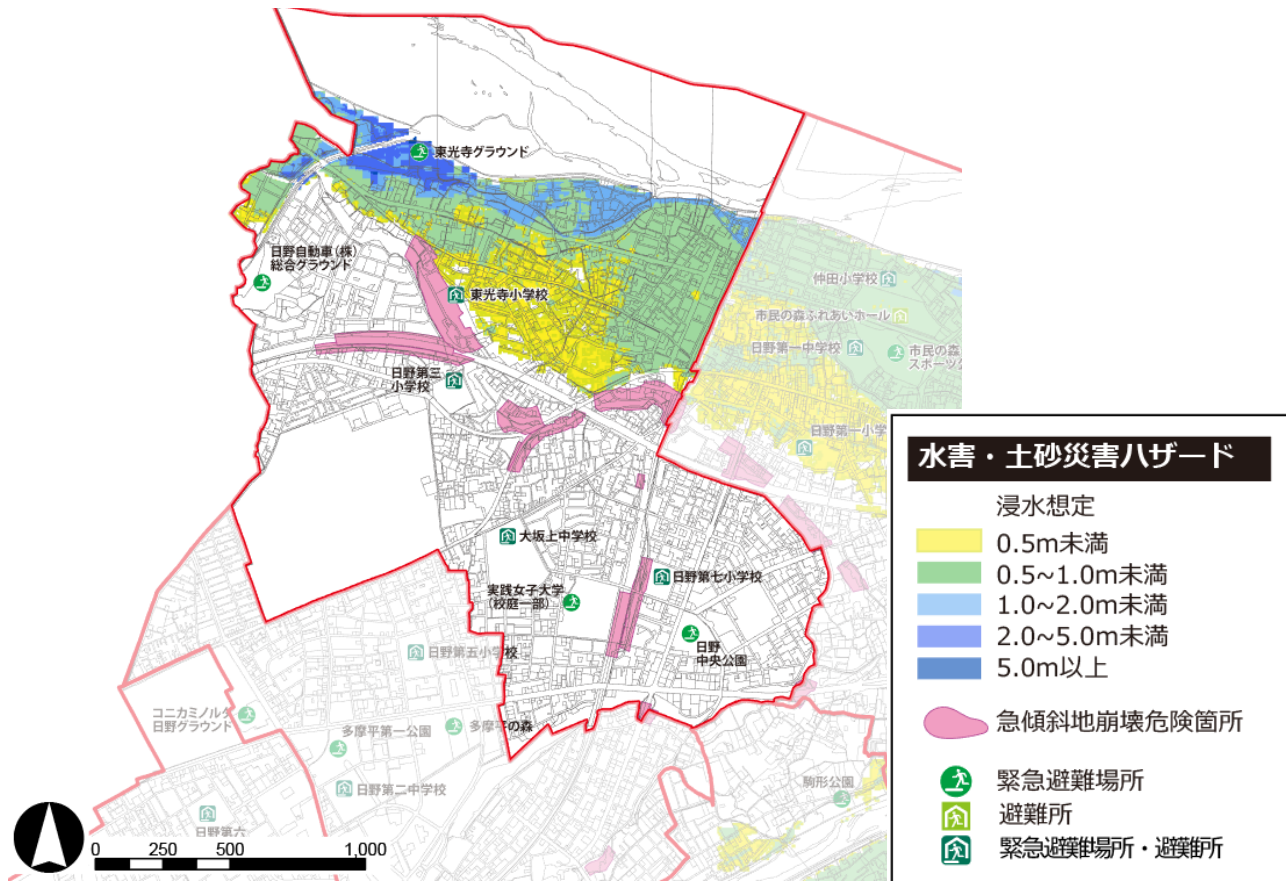 東光寺グラウンド
日野自動車(株)
総合グラウンド
東光寺小学校
仲田小学校
市民の森ふれあいホール
日野第一中学校
市民の森
スポーツ
日野第三
小学校
日野第一小学
大坂上中学校
日野第七小学校
実践女子大学
(校庭一部)
日野
中央公園
日野第五小学校
コニカミノルタ
日野グラウンド
多摩平第一公園
多摩平の森
日野第二中学校
駒形公園
日野第六
0 250 500 1,000
水害・土砂災害ハザード
浸水想定
0.5m未満
0.5~1.0m未満
1.0~2.0m未満
2.0~5.0m未満
5.0m以上
急傾斜地崩壊危険箇所
緊急避難場所
避難所
緊急避難場所・避難所